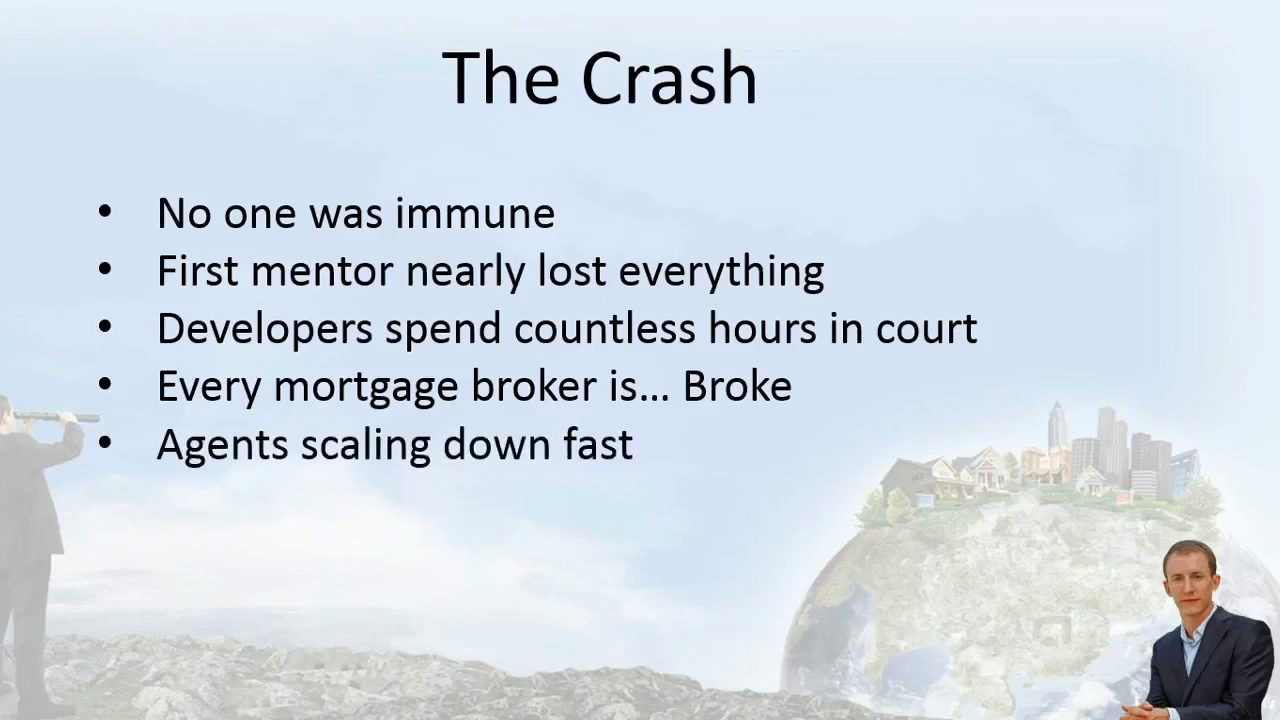 The Crash
• No one was immune
• First mentor nearly lost everything
• Developers spend countless hours in court
• Every mortgage broker is… Broke
• Agents scaling down fast